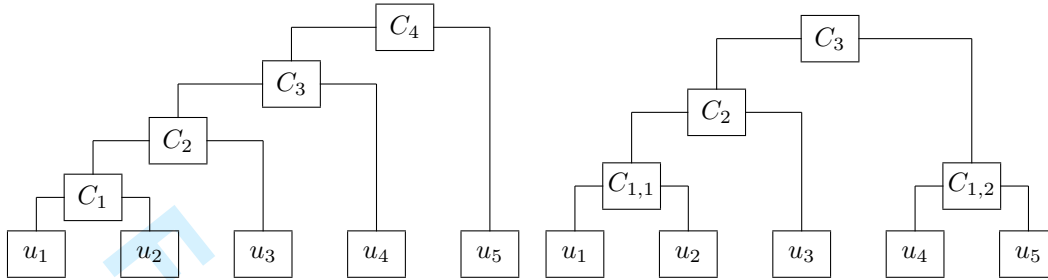 C₄
C₃
C₃
C₂
C₂
C₁
C₁,₁
C₁,₂
u₁ u₂ u₃ u₄ u₅ u₁ u₂ u₃ u₄ u₅
F